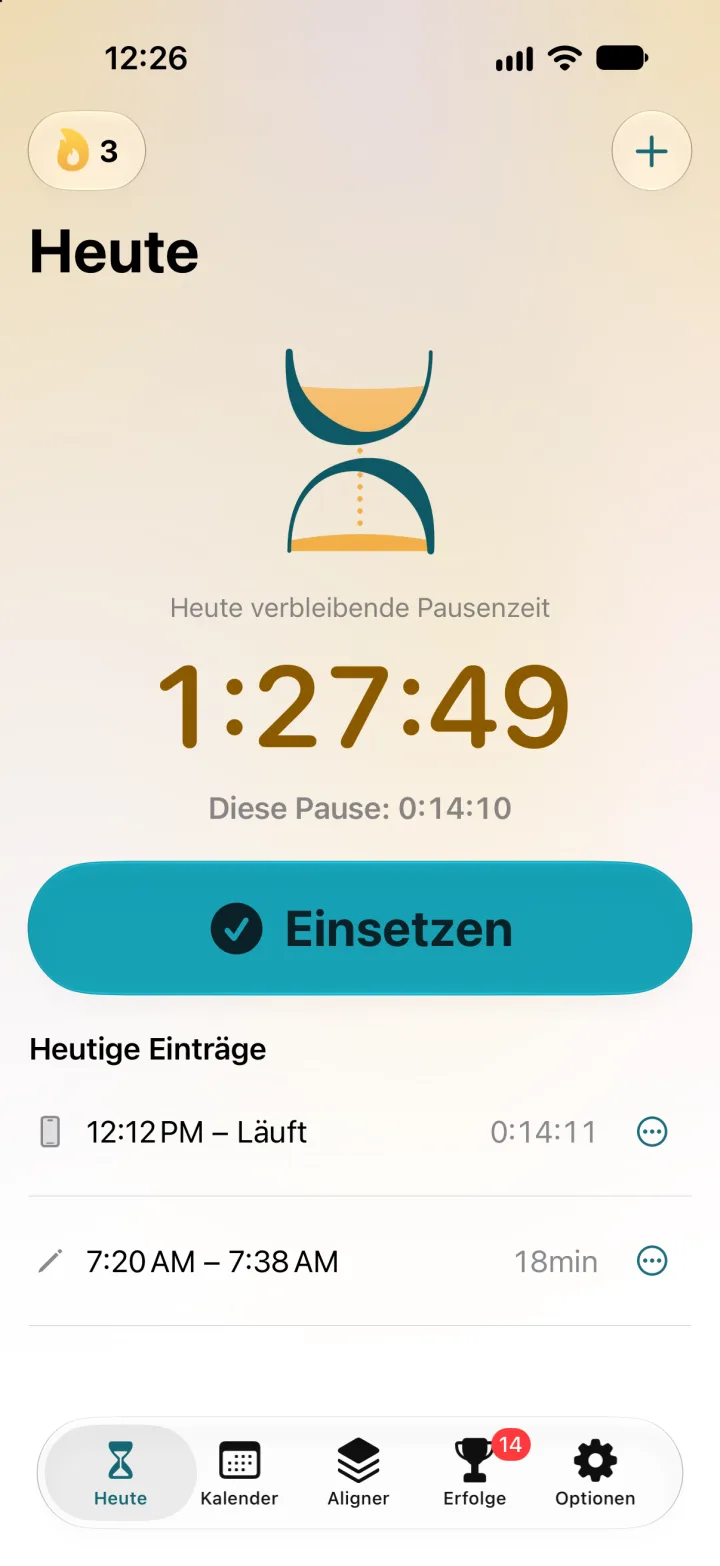 12:26
3
Heute
Heute verbleibende Pausenzeit
1:27:49
Diese Pause: 0:14:10
Einsetzen
Heutige Einträge
12:12 PM – Läuft 0:14:11
7:20 AM – 7:38 AM 18min
14
Heute Kalender Aligner Erfolge Optionen